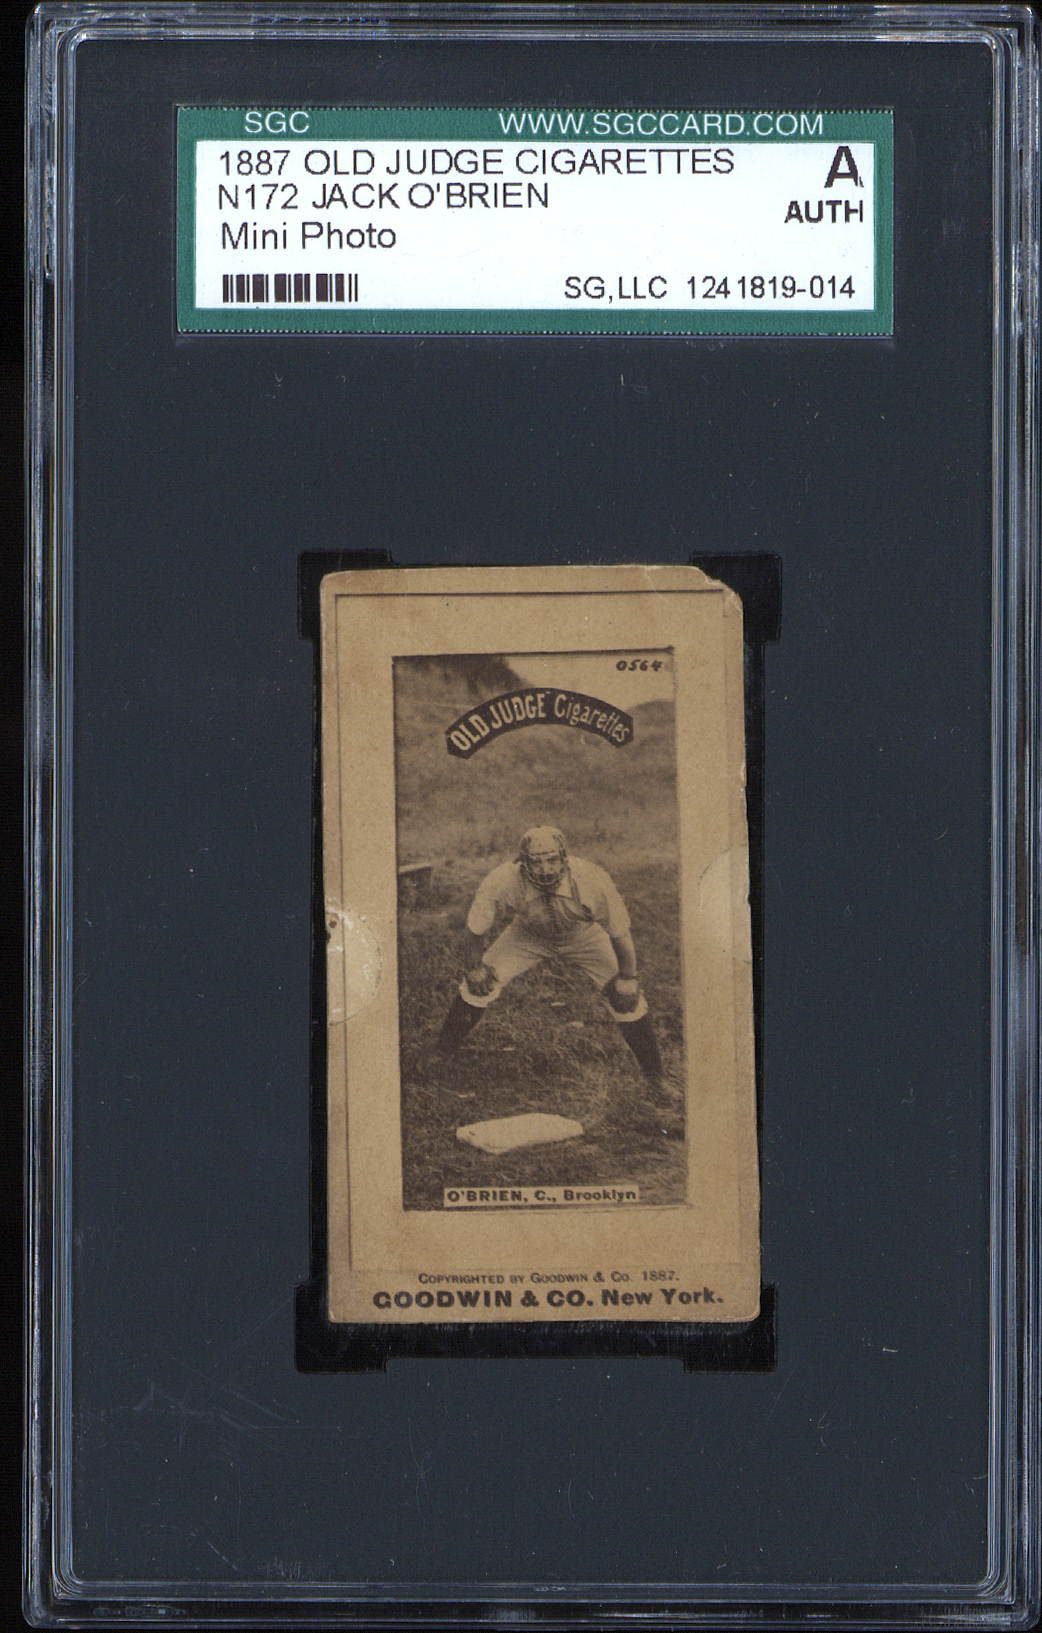 SGC WWW.SGCCARD.COM
1887 OLD JUDGE CIGARETTES A
N172 JACK O'BRIEN AUTH
Mini Photo
SG,LLC 1241819-014
0564
OLD JUDGE Cigarettes
O'BRIEN, C., Brooklyn
COPYRIGHTED BY GOODWIN & CO. 1887.
GOODWIN & CO. New York.